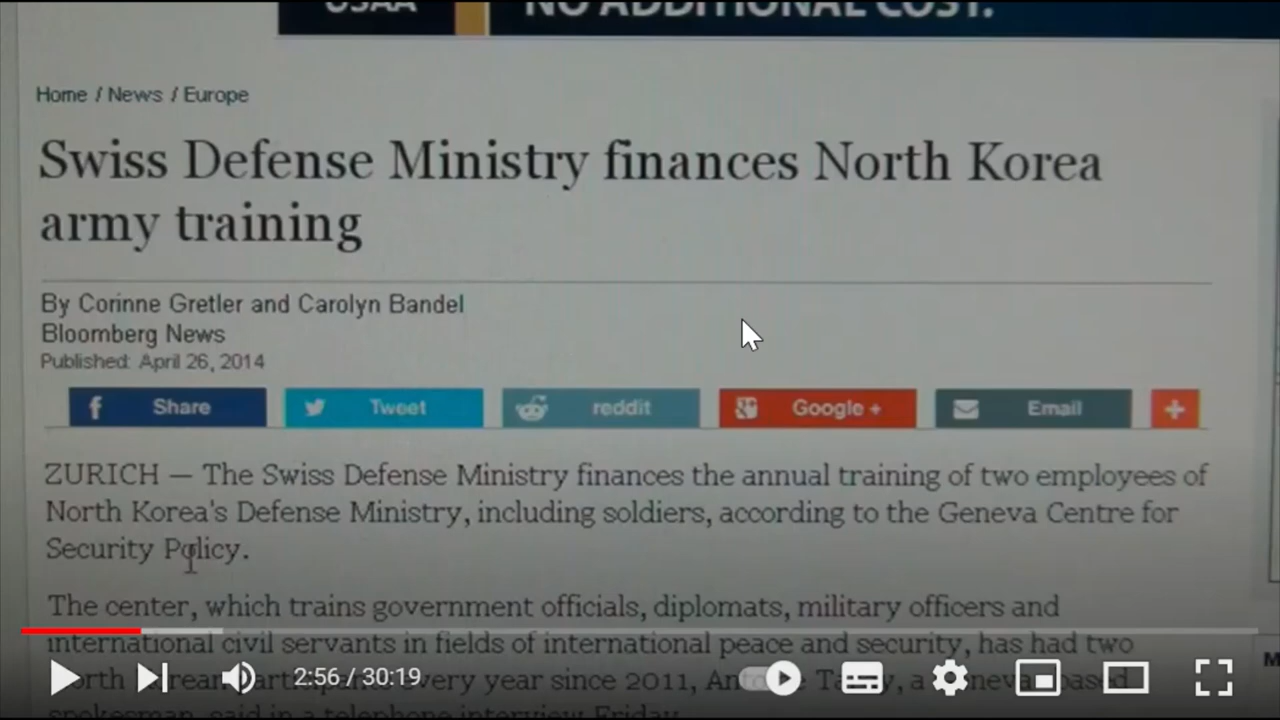 USAA NO ADDITIONAL COST.
Home / News / Europe
Swiss Defense Ministry finances North Korea
army training
By Corinne Gretler and Carolyn Bandel
Bloomberg News
Published: April 26, 2014
f Share Tweet reddit Google + Email +
ZURICH — The Swiss Defense Ministry finances the annual training of two employees of
North Korea's Defense Ministry, including soldiers, according to the Geneva Centre for
Security Policy.
The center, which trains government officials, diplomats, military officers and
international civil servants in fields of international peace and security, has had two
every year since 2011, a based
2:56 / 30:19
spokesman, said in a telephone interview Friday